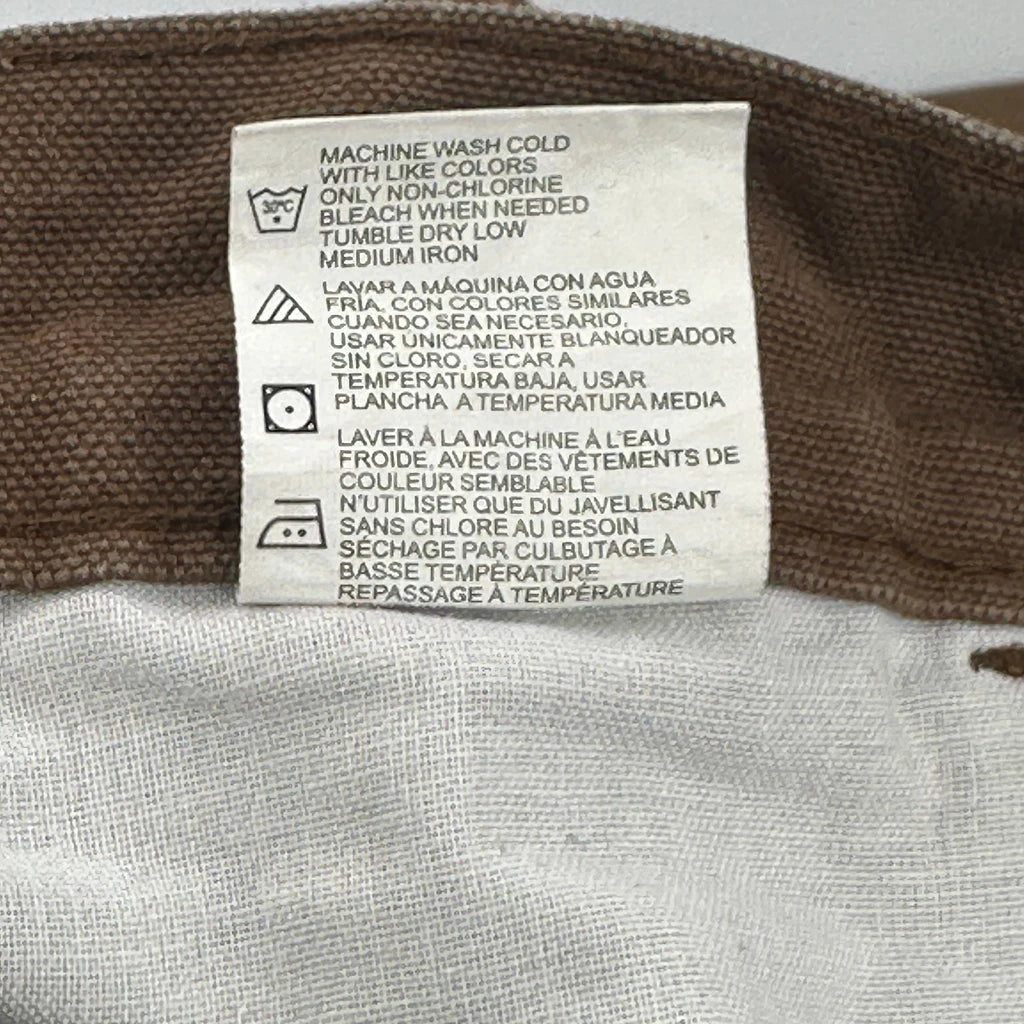 MACHINE WASH COLD
WITH LIKE COLORS
ONLY NON-CHLORINE
BLEACH WHEN NEEDED
TUMBLE DRY LOW
MEDIUM IRON
30°C
LAVAR A MÁQUINA CON AGUA
FRÍA, CON COLORES SIMILARES
CUANDO SEA NECESARIO,
USAR ÚNICAMENTE BLANQUEADOR
SIN CLORO, SECAR A
TEMPERATURA BAJA, USAR
PLANCHA A TEMPERATURA MEDIA
LAVER À LA MACHINE À L'EAU
FROIDE, AVEC DES VÊTEMENTS DE
COULEUR SEMBLABLE
N'UTILISER QUE DU JAVELLISANT
SANS CHLORE AU BESOIN
SÉCHAGE PAR CULBUTAGE À
BASSE TEMPÉRATURE
REPASSAGE À TEMPÉRATURE